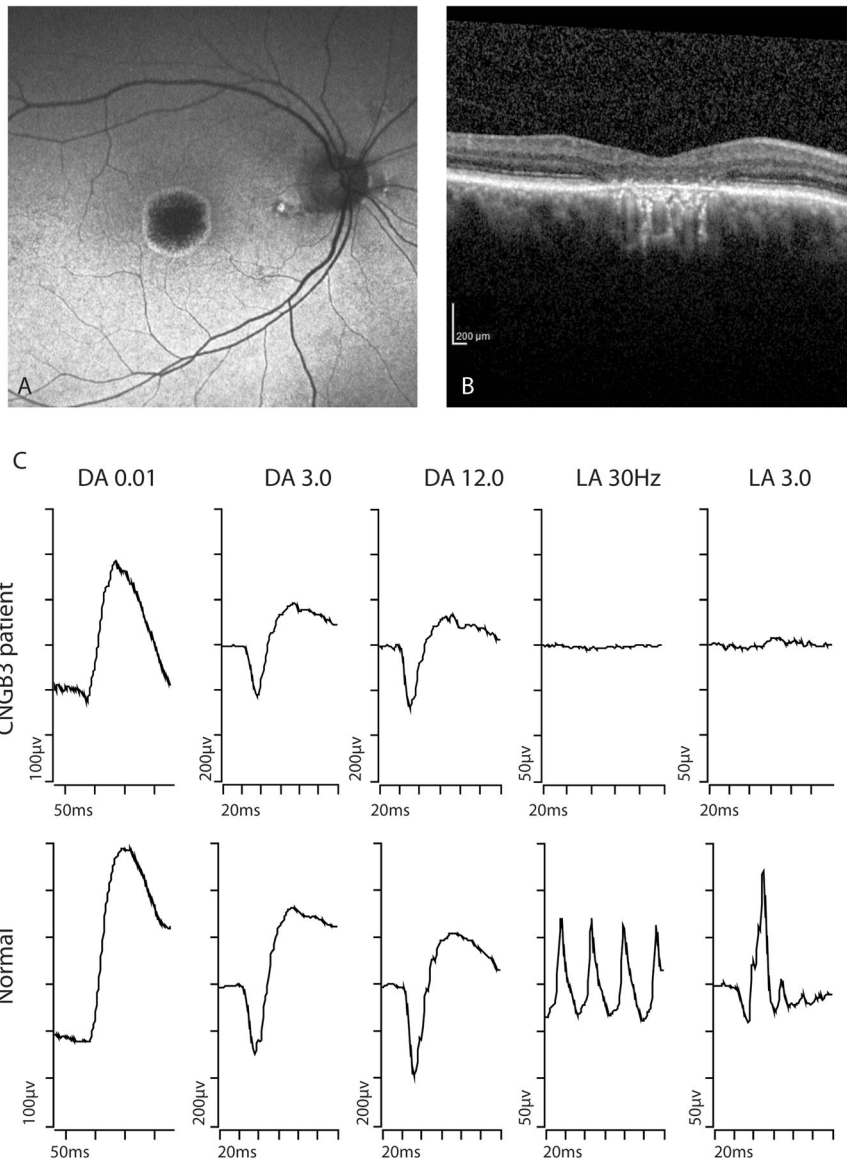 A
B
200 µm
C
DA 0.01
DA 3.0
DA 12.0
LA 30Hz
LA 3.0
CNGB3 patient
100µv
200µv
200µv
50µv
50µv
50ms
20ms
20ms
20ms
20ms
Normal
100µv
200µv
200µv
50µv
50µv
50ms
20ms
20ms
20ms
20ms